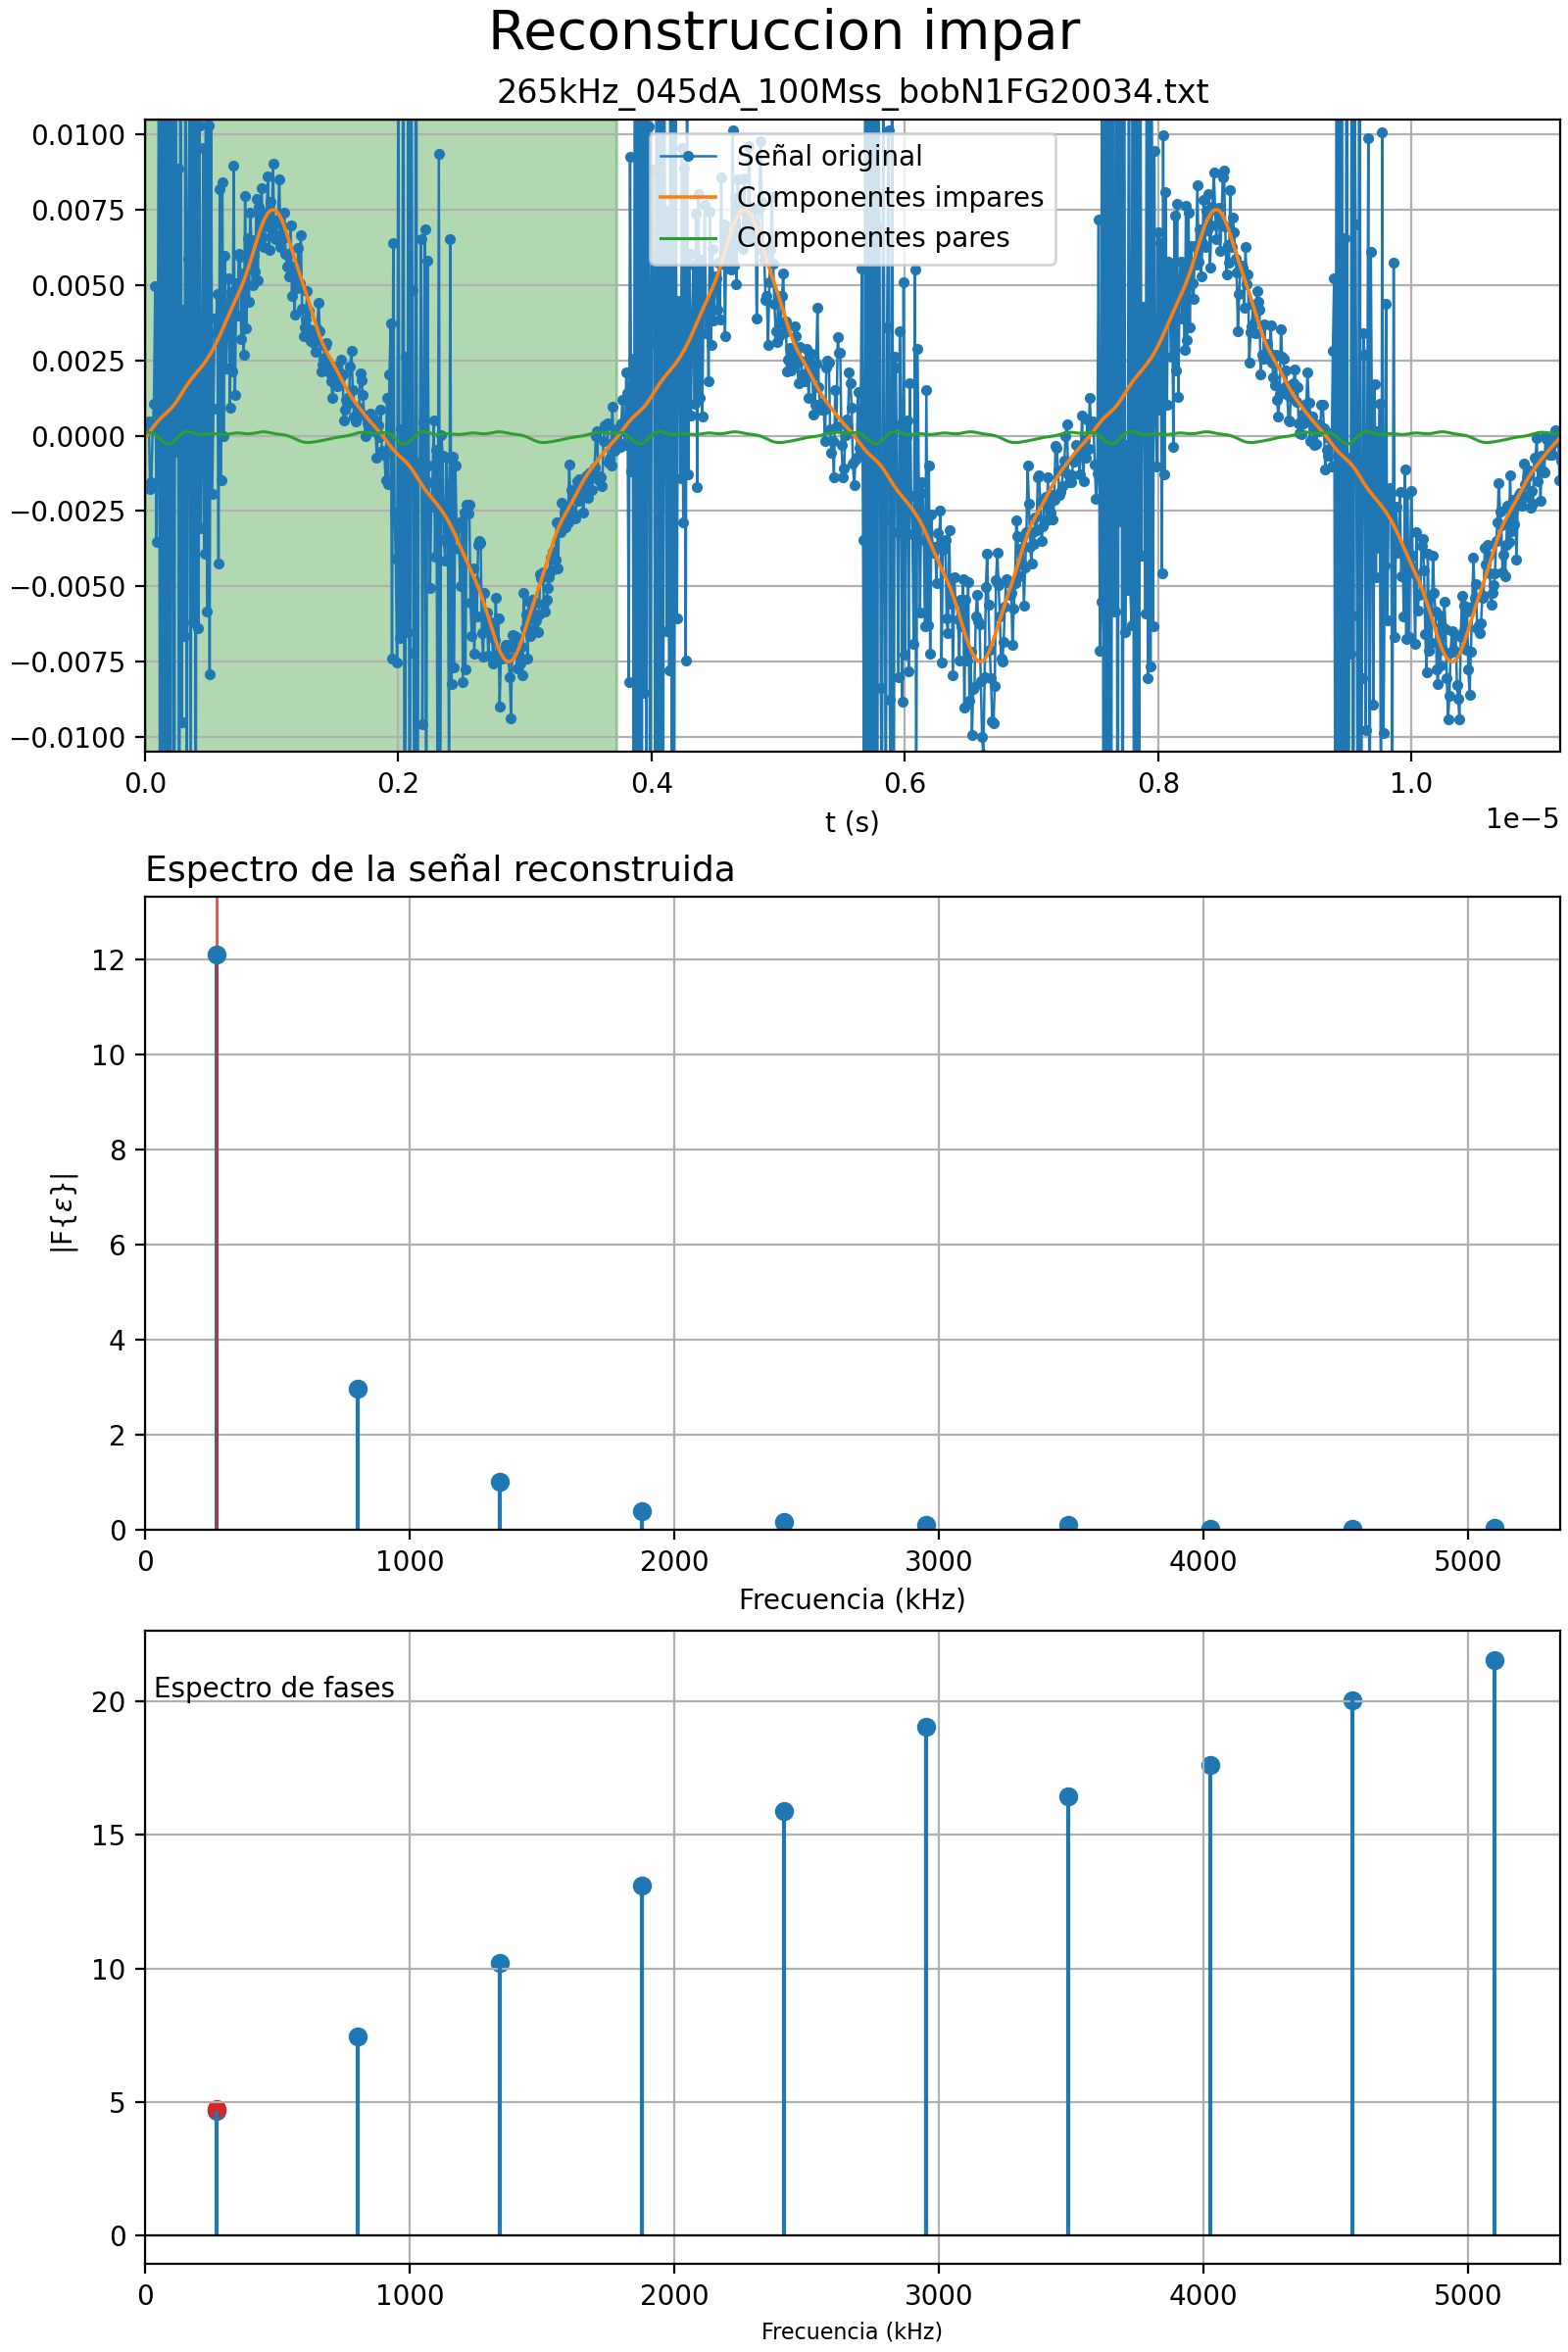 Reconstruccion impar
265kHz_045dA_100Mss_bobN1FG20034.txt
Señal original
Componentes impares
Componentes pares
0.0100
0.0075
0.0050
0.0025
0.0000
−0.0025
−0.0050
−0.0075
−0.0100
0.0 0.2 0.4 0.6 0.8 1.0
1e−5
t (s)
Espectro de la señal reconstruida
12
10
8
6
4
2
0
|F{ε}|
0 1000 2000 3000 4000 5000
Frecuencia (kHz)
Espectro de fases
20
15
10
5
0
0 1000 2000 3000 4000 5000
Frecuencia (kHz)